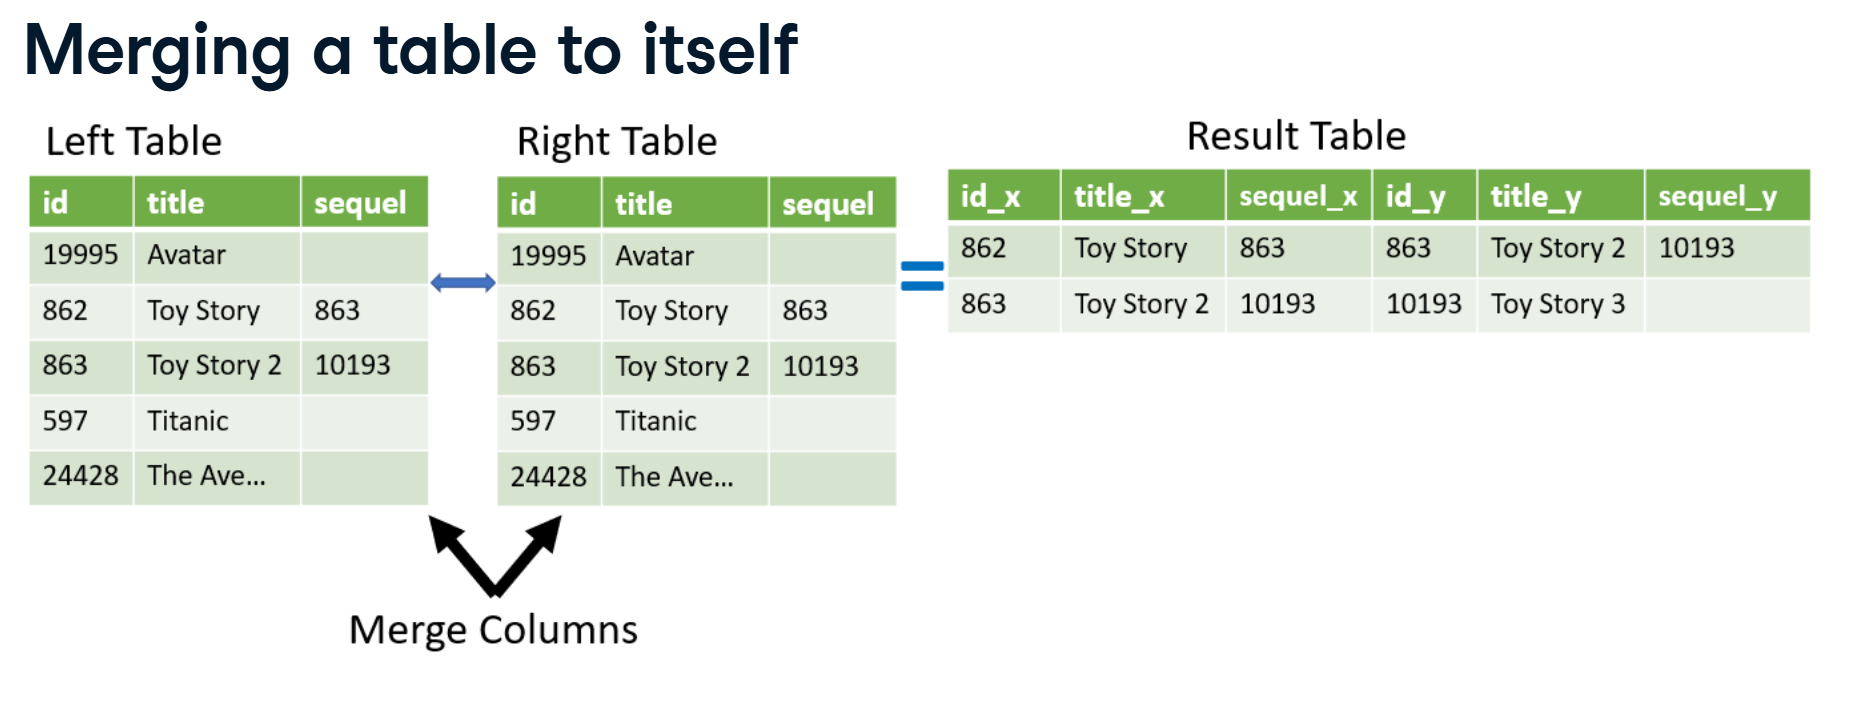 Merging a table to itself
Left Table
id title sequel
19995 Avatar
862 Toy Story 863
863 Toy Story 2 10193
597 Titanic
24428 The Ave...
Right Table
id title sequel
19995 Avatar
862 Toy Story 863
863 Toy Story 2 10193
597 Titanic
24428 The Ave...
Result Table
id_x title_x sequel_x id_y title_y sequel_y
862 Toy Story 863 863 Toy Story 2 10193
863 Toy Story 2 10193 10193 Toy Story 3
Merge Columns